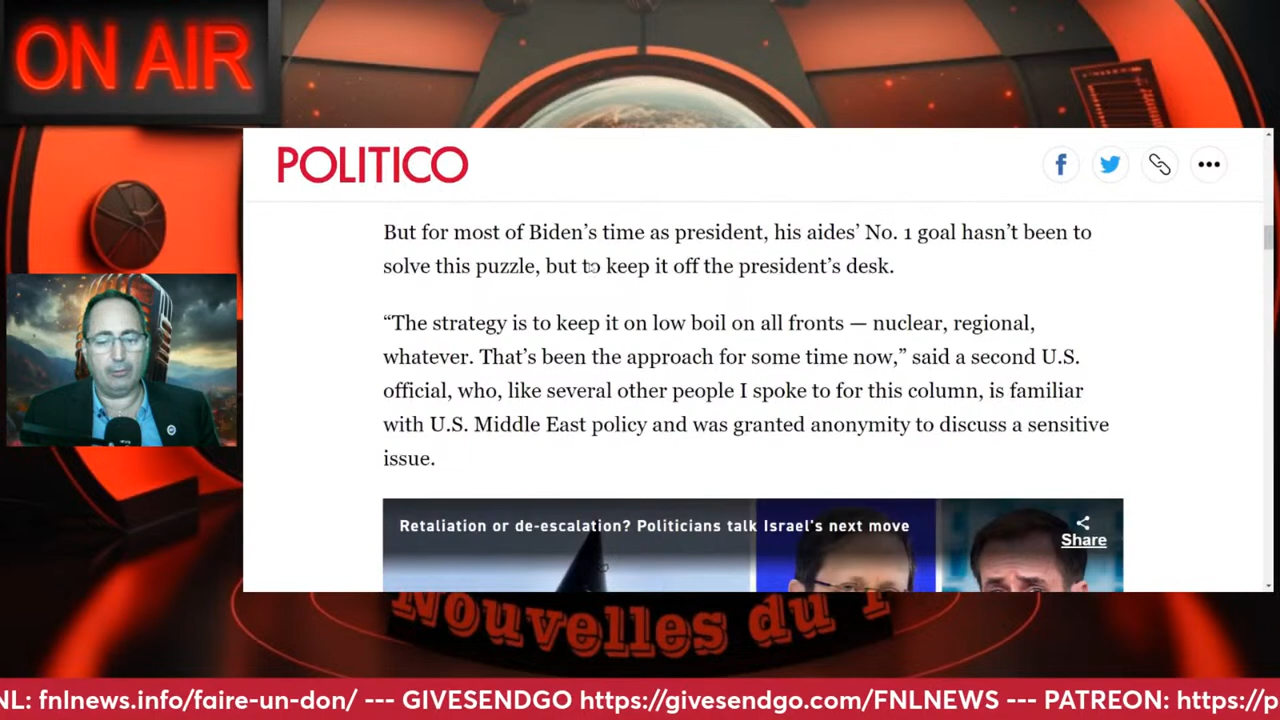 ON AIR
POLITICO
But for most of Biden’s time as president, his aides’ No. 1 goal hasn’t been to
solve this puzzle, but to keep it off the president’s desk.
“The strategy is to keep it on low boil on all fronts — nuclear, regional,
whatever. That’s been the approach for some time now,” said a second U.S.
official, who, like several other people I spoke to for this column, is familiar
with U.S. Middle East policy and was granted anonymity to discuss a sensitive
issue.
Retaliation or de-escalation? Politicians talk Israel's next move
Share
Nouvelles du
NL: fnlnews.info/faire-un-don/ --- GIVESENDGO https://givesendgo.com/FNLNEWS --- PATREON: https://p